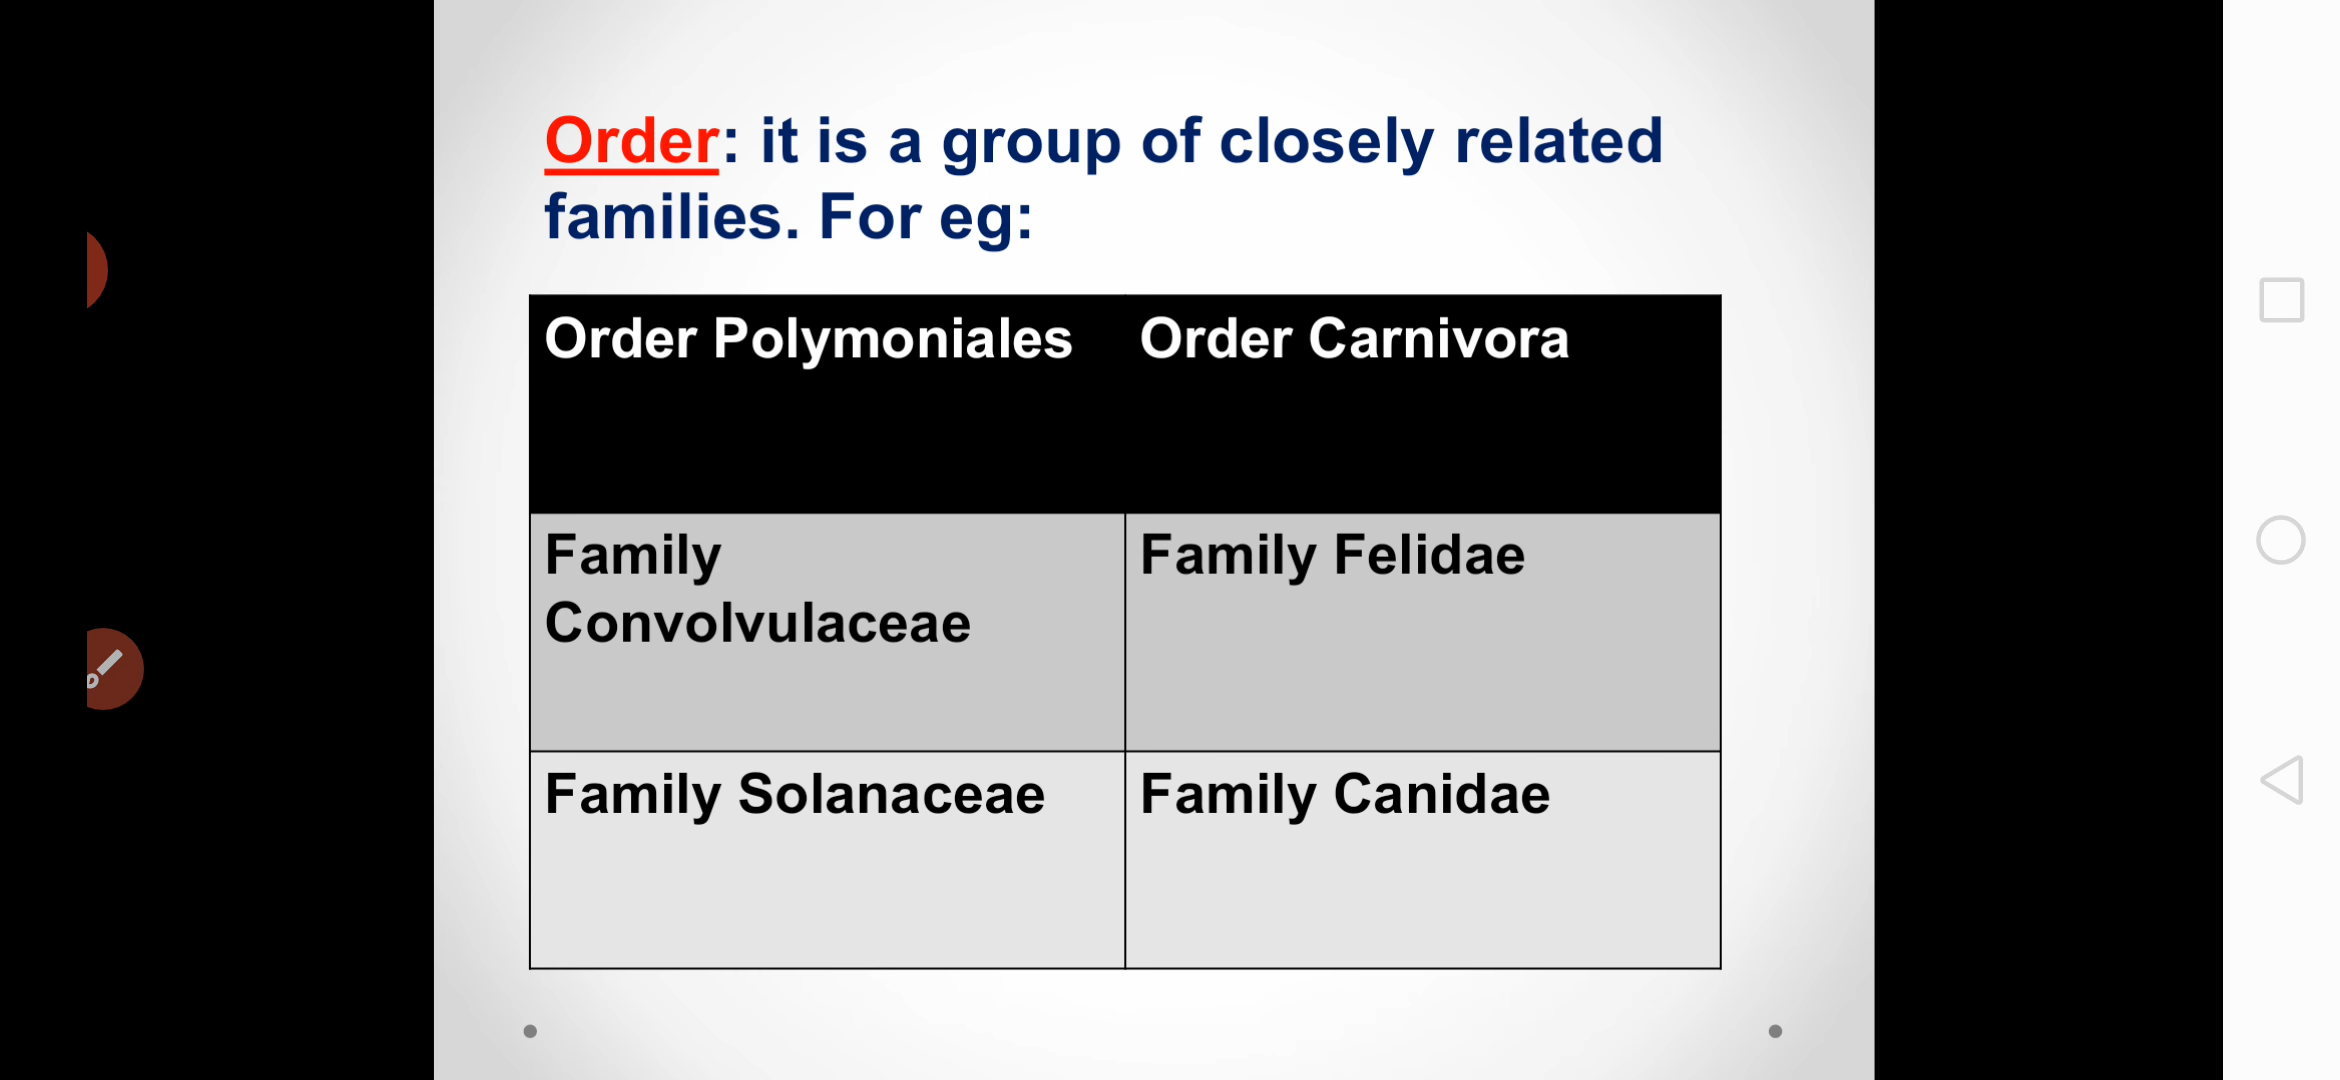 Order: it is a group of closely related
families. For eg:
Order Polymoniales
Order Carnivora
Family
Convolvulaceae
Family Felidae
Family Solanaceae
Family Canidae